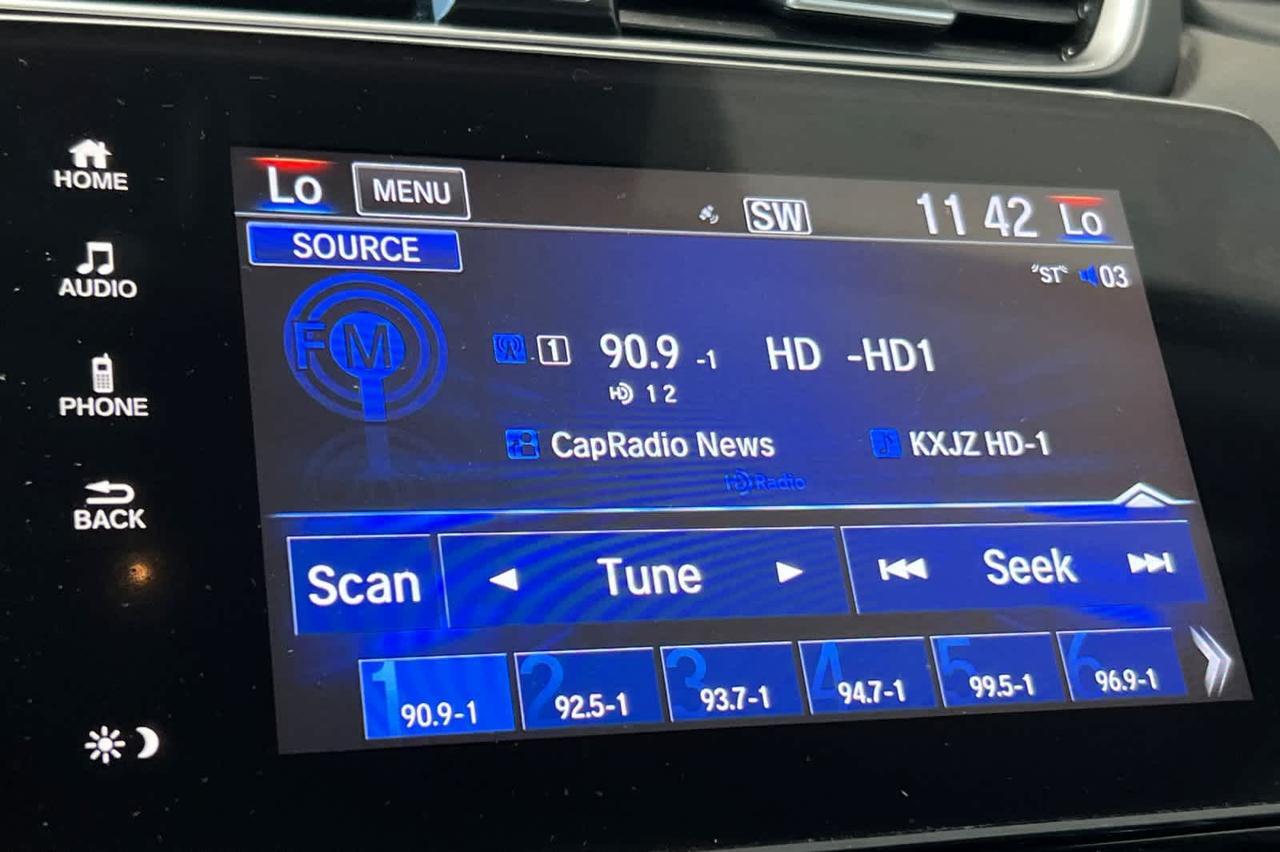 HOME
AUDIO
PHONE
BACK
Lo MENU SW 11 42 Lo
SOURCE
"ST" 03
FM
1 90.9 -1 HD -HD1
HD 1 2
CapRadio News KXJZ HD-1
HD Radio
Scan Tune Seek
1 90.9-1 2 92.5-1 3 93.7-1 4 94.7-1 5 99.5-1 6 96.9-1